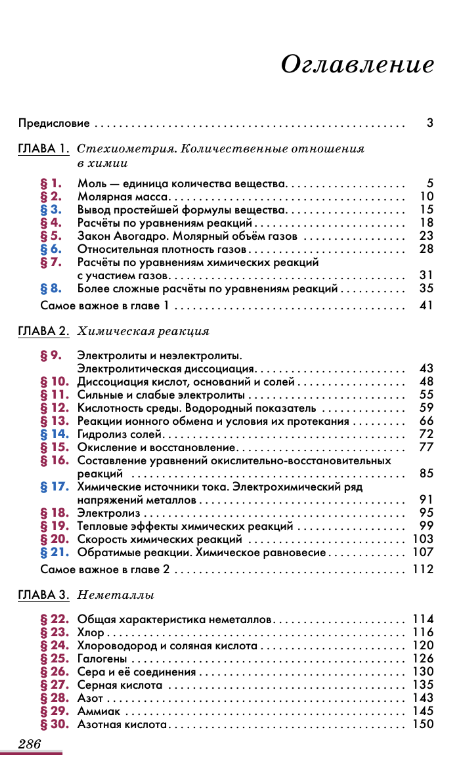 Оглавление
Предисловие . . . . . . . . . . . . . . . . . . . . . . . . . . . . . . . . . . . . . . . . 3
ГЛАВА 1. Стехиометрия. Количественные отношения
в химии
§ 1. Моль — единица количества вещества. . . . . . . . . . . . . . . . . . . . 5
§ 2. Молярная масса. . . . . . . . . . . . . . . . . . . . 10
§ 3. Вывод простейшей формулы вещества. . . . . . . . . . . . . . . . . . . . 15
§ 4. Расчёты по уравнениям реакций . . . . . . . . . . . . . . . . . . . . 18
§ 5. Закон Авогадро. Молярный объём газов . . . . . . . . . . . . . . . . . . 23
§ 6. Относительная плотность газов . . . . . . . . . . . . . . . . . . . . 28
§ 7. Расчёты по уравнениям химических реакций
с участием газов. . . . . . . . . . . . . . . . . . . . 31
§ 8. Более сложные расчёты по уравнениям реакций . . . . . . . . . . . 35
Самое важное в главе 1 . . . . . . . . . . . . . . . . . . . . 41
ГЛАВА 2. Химическая реакция
§ 9. Электролиты и неэлектролиты.
Электролитическая диссоциация. . . . . . . . . . . . . . . . . . . . 43
§ 10. Диссоциация кислот, оснований и солей . . . . . . . . . . . . . . . . . . 48
§ 11. Сильные и слабые электролиты . . . . . . . . . . . . . . . . . . . . 55
§ 12. Кислотность среды. Водородный показатель . . . . . . . . . . . . . . 59
§ 13. Реакции ионного обмена и условия их протекания . . . . . . . . . 66
§ 14. Гидролиз солей. . . . . . . . . . . . . . . . . . . . 72
§ 15. Окисление и восстановление. . . . . . . . . . . . . . . . . . . . 77
§ 16. Составление уравнений окислительно-восстановительных
реакций . . . . . . . . . . . . . . . . . . . . 85
§ 17. Химические источники тока. Электрохимический ряд
напряжений металлов . . . . . . . . . . . . . . . . . . . . 91
§ 18. Электролиз . . . . . . . . . . . . . . . . . . . . 95
§ 19. Тепловые эффекты химических реакций . . . . . . . . . . . . . . . . . . 99
§ 20. Скорость химических реакций . . . . . . . . . . . . . . . . . . . . 103
§ 21. Обратимые реакции. Химическое равновесие . . . . . . . . . . . . . 107
Самое важное в главе 2 . . . . . . . . . . . . . . . . . . . . 112
ГЛАВА 3. Неметаллы
§ 22. Общая характеристика неметаллов. . . . . . . . . . . . . . . . . . . . 114
§ 23. Хлор . . . . . . . . . . . . . . . . . . . . 116
§ 24. Хлороводород и соляная кислота . . . . . . . . . . . . . . . . . . . . 120
§ 25. Галогены . . . . . . . . . . . . . . . . . . . . 126
§ 26. Сера и её соединения . . . . . . . . . . . . . . . . . . . . 130
§ 27. Серная кислота . . . . . . . . . . . . . . . . . . . . 135
§ 28. Азот . . . . . . . . . . . . . . . . . . . . 143
§ 29. Аммиак . . . . . . . . . . . . . . . . . . . . 145
§ 30. Азотная кислота . . . . . . . . . . . . . . . . . . . . 150
286